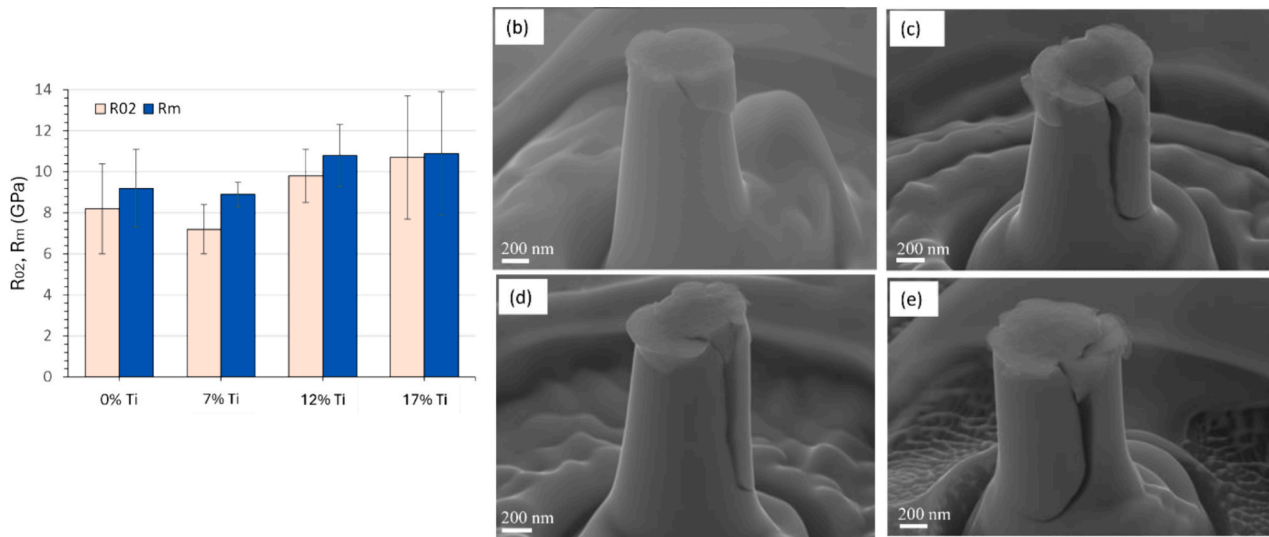 R02 Rm
R02, Rm (GPa)
14
12
10
8
6
4
2
0
0% Ti 7% Ti 12% Ti 17% Ti
(b)
200 nm
(c)
200 nm
(d)
200 nm
(e)
200 nm